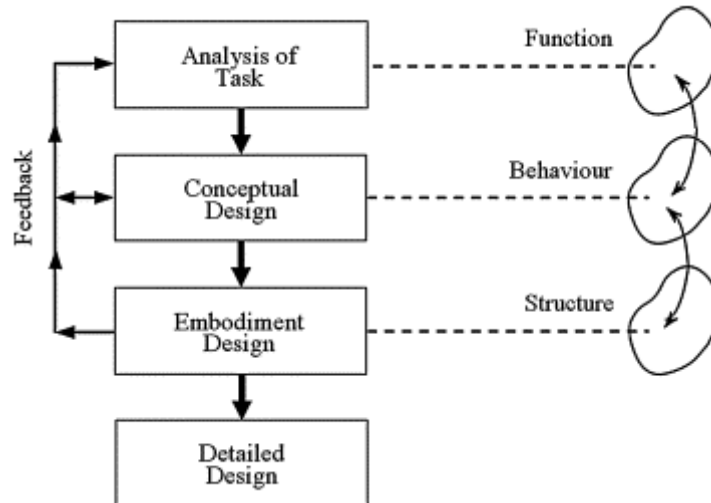 Function
Analysis of
Task
Behaviour
Conceptual
Design
Feedback
Structure
Embodiment
Design
Detailed
Design